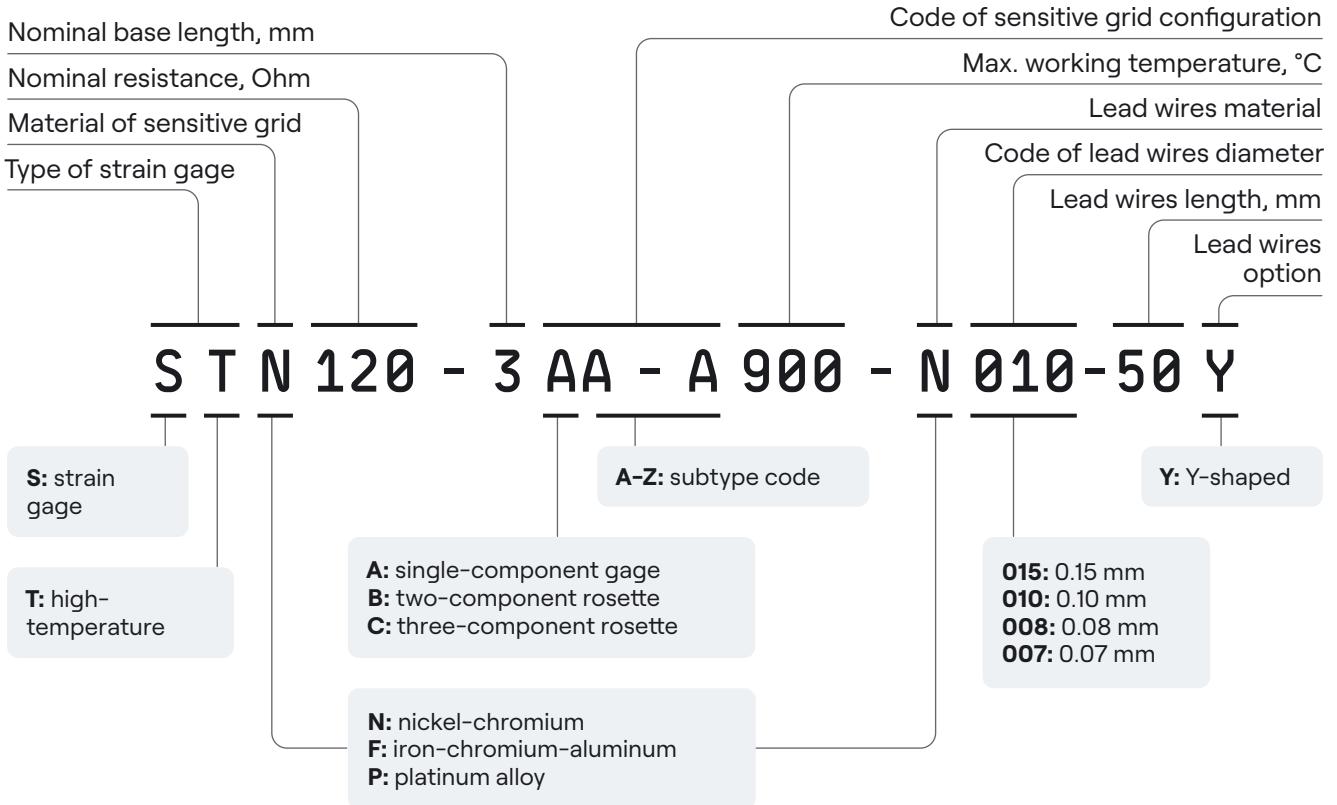 Nominal base length, mm
Nominal resistance, Ohm
Material of sensitive grid
Type of strain gage
Code of sensitive grid configuration
Max. working temperature, °C
Lead wires material
Code of lead wires diameter
Lead wires length, mm
Lead wires
option
S T N 120 - 3 AA - A 900 - N 010-50 Y
S: strain
gage
T: high-
temperature
A-Z: subtype code
A: single-component gage
B: two-component rosette
C: three-component rosette
N: nickel-chromium
F: iron-chromium-aluminum
P: platinum alloy
Y: Y-shaped
015: 0.15 mm
010: 0.10 mm
008: 0.08 mm
007: 0.07 mm